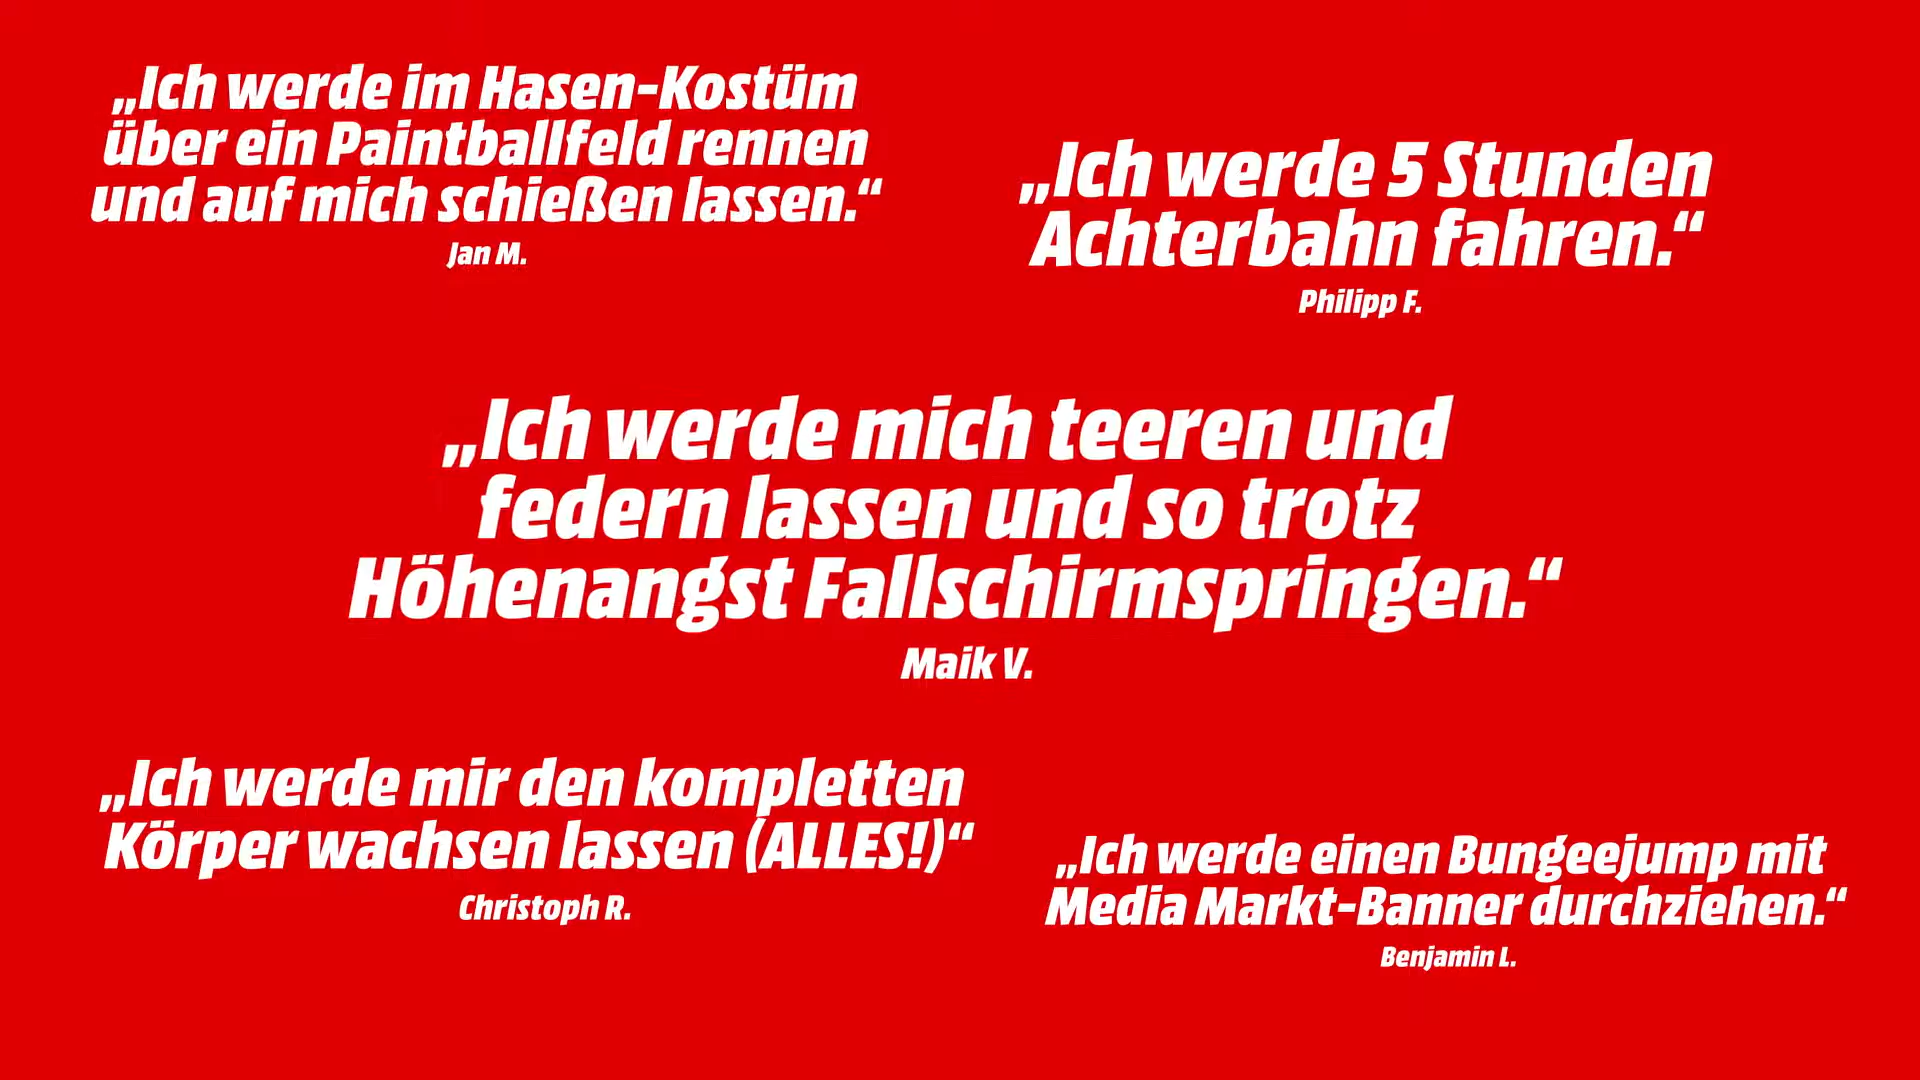 „Ich werde im Hasen-Kostüm
über ein Paintballfeld rennen
und auf mich schießen lassen.“
Jan M.
„Ich werde 5 Stunden
Achterbahn fahren.“
Philipp F.
„Ich werde mich teeren und
federn lassen und so trotz
Höhenangst Fallschirmspringen.“
Maik V.
„Ich werde mir den kompletten
Körper wachsen lassen (ALLES!)“
Christoph R.
„Ich werde einen Bungeejump mit
Media Markt-Banner durchziehen.“
Benjamin L.